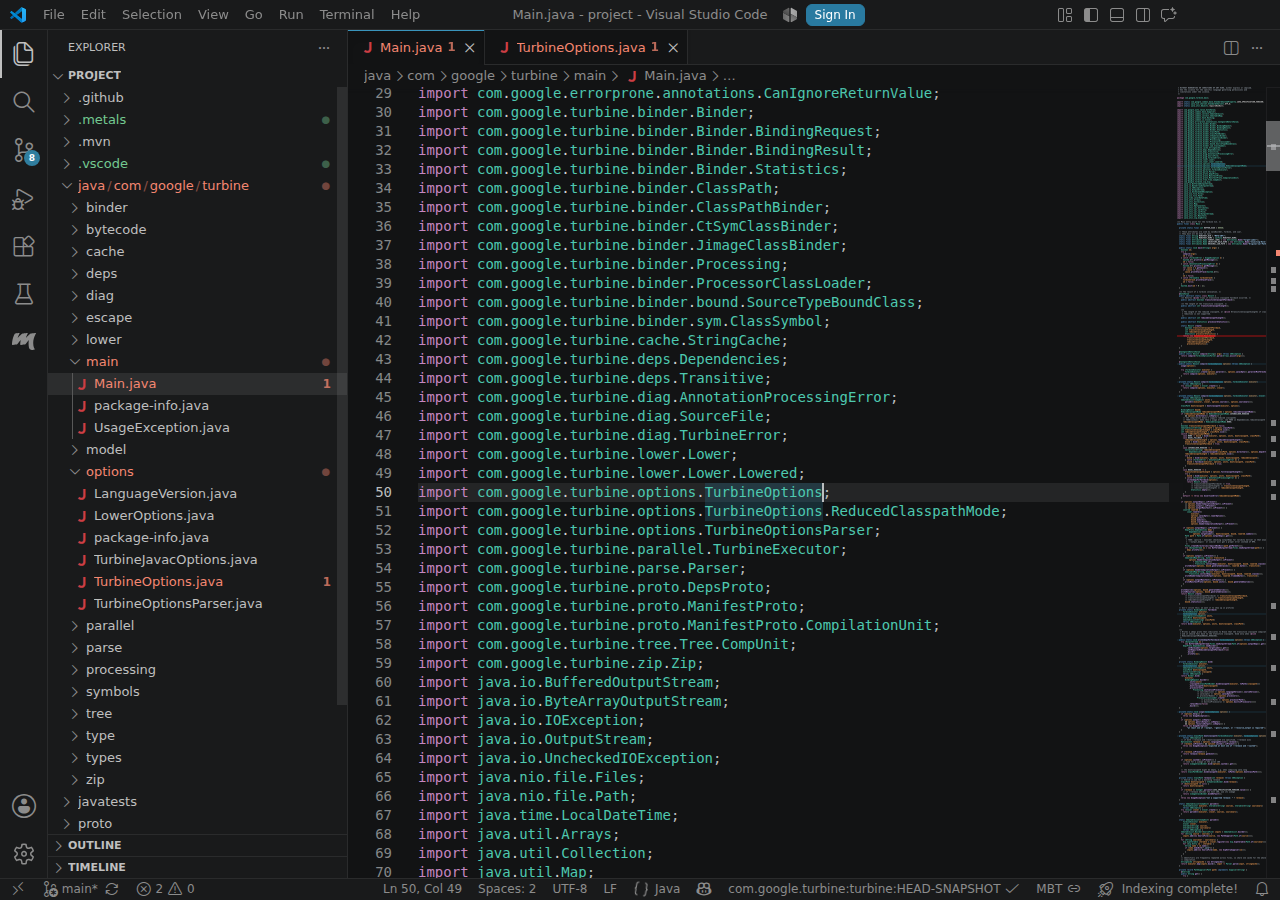 File Edit Selection View Go Run Terminal Help
Main.java - project - Visual Studio Code
Sign In
EXPLORER
PROJECT
.github
.metals
.mvn
.vscode
java/com/google/turbine
binder
bytecode
cache
deps
diag
escape
lower
main
Main.java 1
package-info.java
UsageException.java
model
options
LanguageVersion.java
LowerOptions.java
package-info.java
TurbineJavacOptions.java
TurbineOptions.java 1
TurbineOptionsParser.java
parallel
parse
processing
symbols
tree
type
types
zip
javatests
proto
OUTLINE
TIMELINE
8
Main.java 1
TurbineOptions.java 1
java > com > google > turbine > main > Main.java > ...
29 import com.google.errorprone.annotations.CanIgnoreReturnValue;
30 import com.google.turbine.binder.Binder;
31 import com.google.turbine.binder.Binder.BindingRequest;
32 import com.google.turbine.binder.Binder.BindingResult;
33 import com.google.turbine.binder.Binder.Statistics;
34 import com.google.turbine.binder.ClassPath;
35 import com.google.turbine.binder.ClassPathBinder;
36 import com.google.turbine.binder.CtSymClassBinder;
37 import com.google.turbine.binder.JimageClassBinder;
38 import com.google.turbine.binder.Processing;
39 import com.google.turbine.binder.ProcessorClassLoader;
40 import com.google.turbine.binder.bound.SourceTypeBoundClass;
41 import com.google.turbine.binder.sym.ClassSymbol;
42 import com.google.turbine.cache.StringCache;
43 import com.google.turbine.deps.Dependencies;
44 import com.google.turbine.deps.Transitive;
45 import com.google.turbine.diag.AnnotationProcessingError;
46 import com.google.turbine.diag.SourceFile;
47 import com.google.turbine.diag.TurbineError;
48 import com.google.turbine.lower.Lower;
49 import com.google.turbine.lower.Lower.Lowered;
50 import com.google.turbine.options.TurbineOptions;
51 import com.google.turbine.options.TurbineOptions.ReducedClasspathMode;
52 import com.google.turbine.options.TurbineOptionsParser;
53 import com.google.turbine.parallel.TurbineExecutor;
54 import com.google.turbine.parse.Parser;
55 import com.google.turbine.proto.DepsProto;
56 import com.google.turbine.proto.ManifestProto;
57 import com.google.turbine.proto.ManifestProto.CompilationUnit;
58 import com.google.turbine.tree.Tree.CompUnit;
59 import com.google.turbine.zip.Zip;
60 import java.io.BufferedOutputStream;
61 import java.io.ByteArrayOutputStream;
62 import java.io.IOException;
63 import java.io.OutputStream;
64 import java.io.UncheckedIOException;
65 import java.nio.file.Files;
66 import java.nio.file.Path;
67 import java.time.LocalDateTime;
68 import java.util.Arrays;
69 import java.util.Collection;
70 import java.util.Map;
main* 2 0
Ln 50, Col 49 Spaces: 2 UTF-8 LF { } Java com.google.turbine:turbine:HEAD-SNAPSHOT MBT Indexing complete!